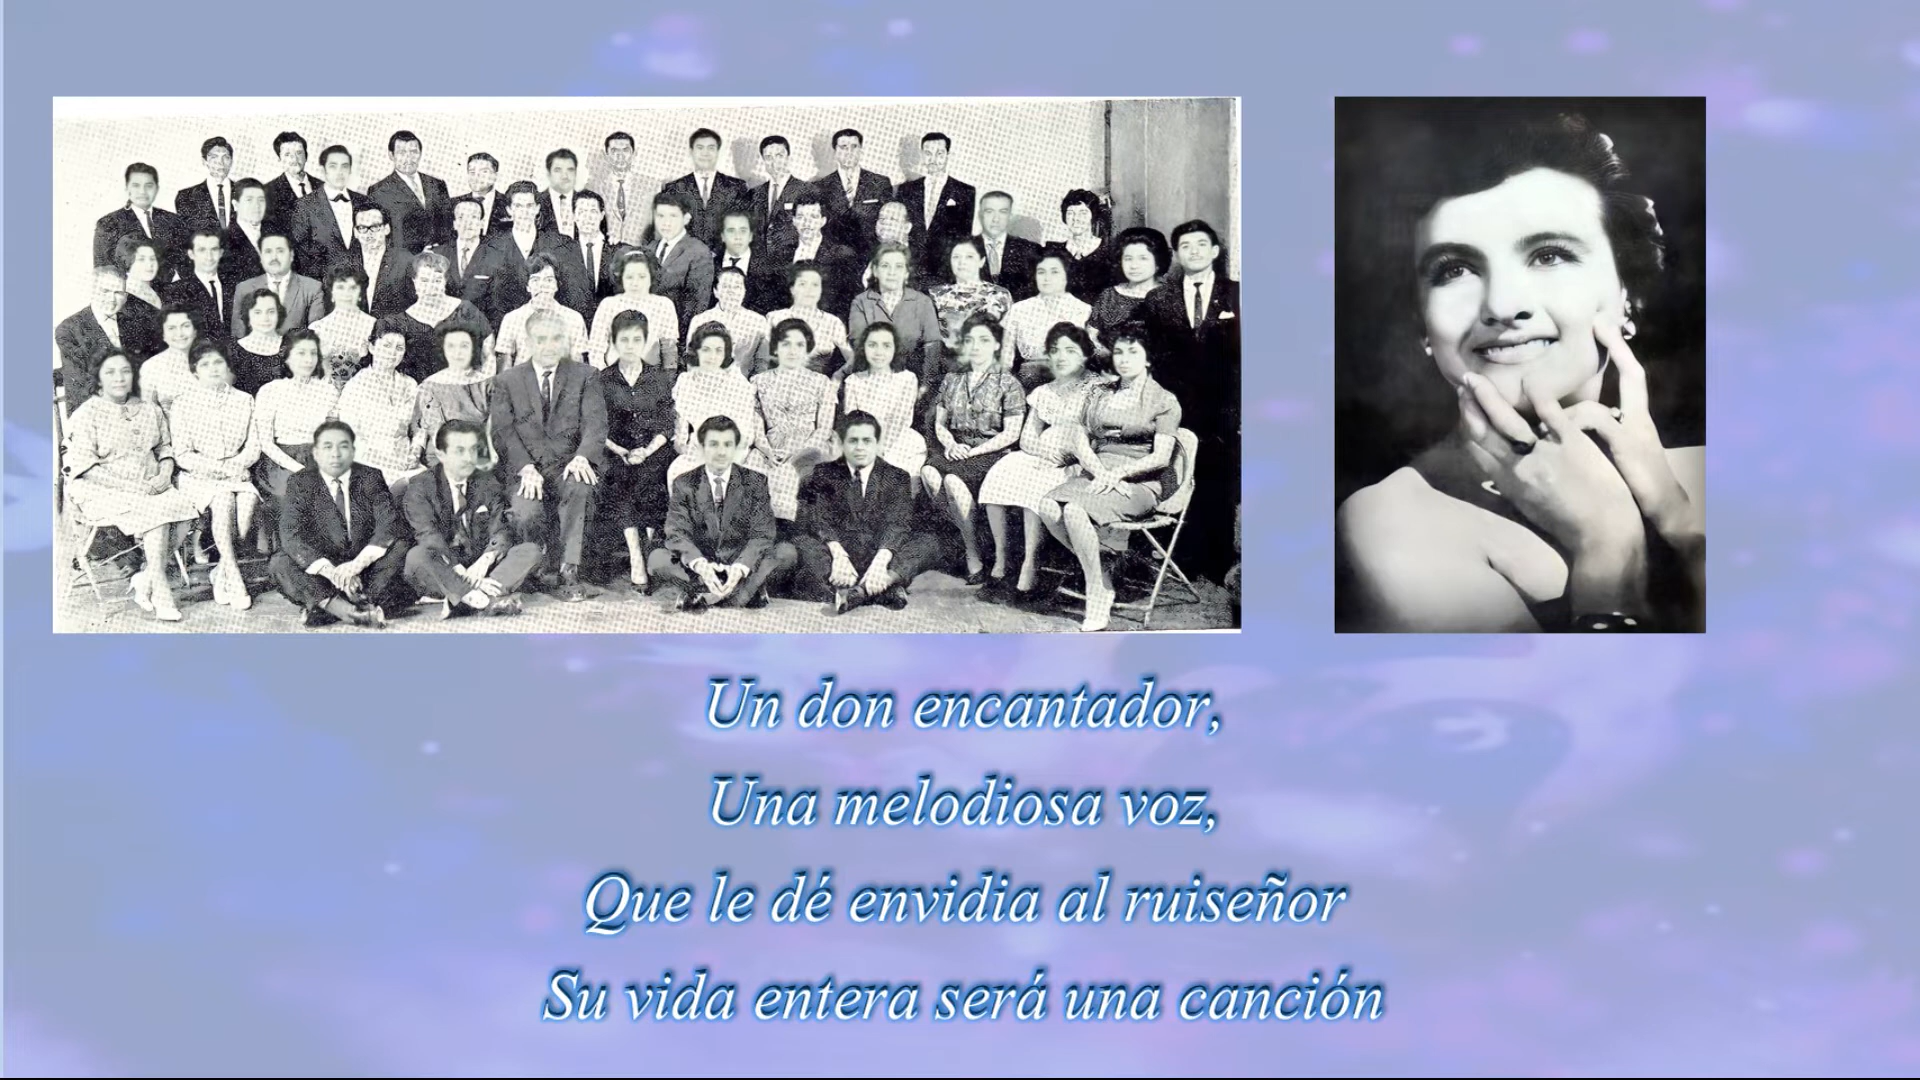 Un don encantador,
Una melodiosa voz,
Que le dé envidia al ruiseñor
Su vida entera será una canción